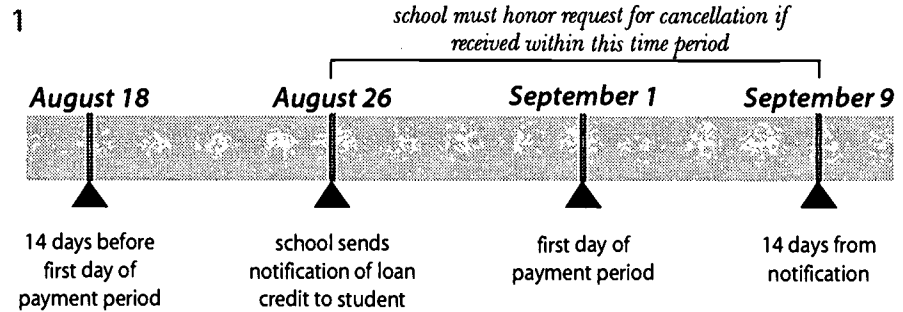 1
school must honor request for cancellation if
received within this time period
August 18
August 26
September 1
September 9
14 days before
first day of
payment period
school sends
notification of loan
credit to student
first day of
payment period
14 days from
notification